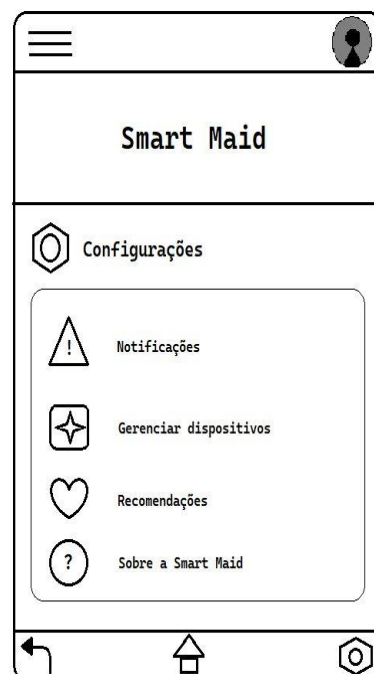 Smart Maid
Configurações
!
Notificações
Gerenciar dispositivos
Recomendações
?
Sobre a Smart Maid